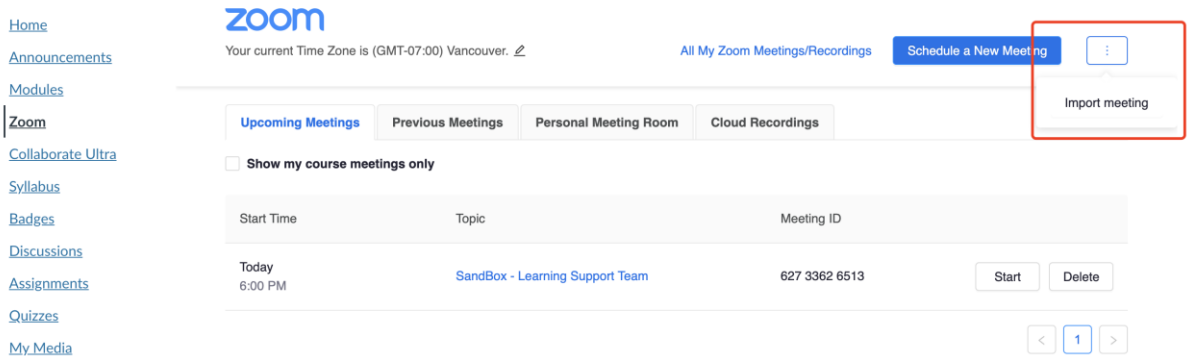 Home
Announcements
Modules
Zoom
Collaborate Ultra
Syllabus
Badges
Discussions
Assignments
Quizzes
My Media
zoom
Your current Time Zone is (GMT-07:00) Vancouver.
All My Zoom Meetings/Recordings
Schedule a New Meeting
Import meeting
Upcoming Meetings
Previous Meetings
Personal Meeting Room
Cloud Recordings
Show my course meetings only
Start Time Topic Meeting ID
Today
6:00 PM
SandBox - Learning Support Team
627 3362 6513
Start
Delete
< 1 >